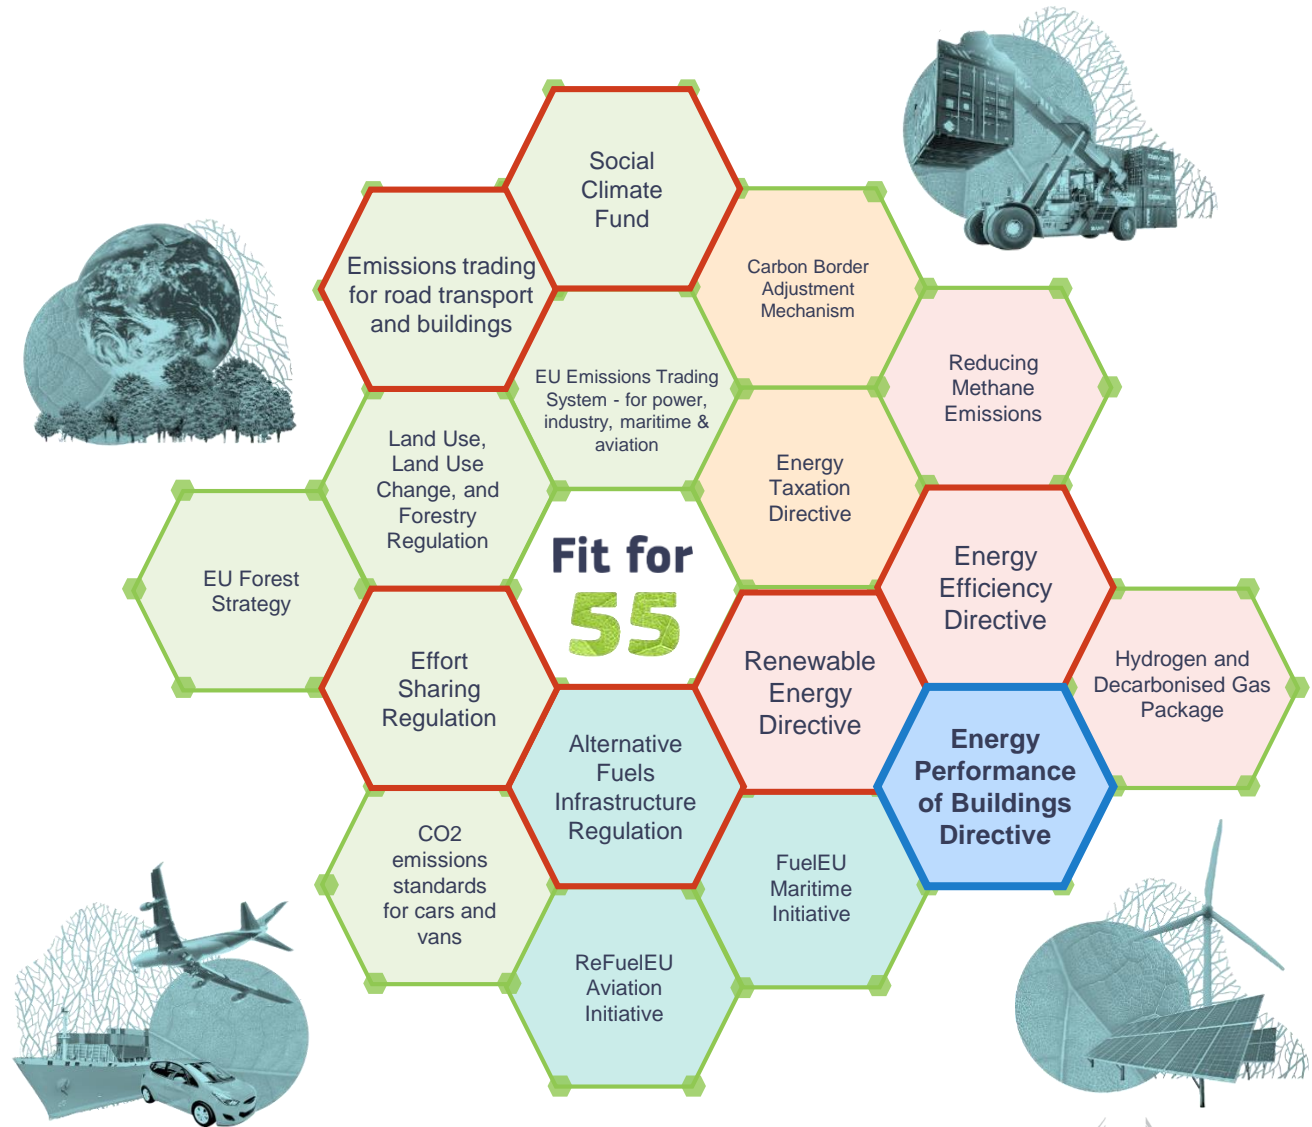 Social
Climate
Fund
Emissions trading
for road transport
and buildings
Carbon Border
Adjustment
Mechanism
EU Emissions Trading
System - for power,
industry, maritime &
aviation
Reducing
Methane
Emissions
Land Use,
Land Use
Change, and
Forestry
Regulation
Energy
Taxation
Directive
EU Forest
Strategy
Fit for
55
Energy
Efficiency
Directive
Effort
Sharing
Regulation
Renewable
Energy
Directive
Hydrogen and
Decarbonised Gas
Package
Alternative
Fuels
Infrastructure
Regulation
Energy
Performance
of Buildings
Directive
CO2
emissions
standards
for cars and
vans
FuelEU
Maritime
Initiative
ReFuelEU
Aviation
Initiative